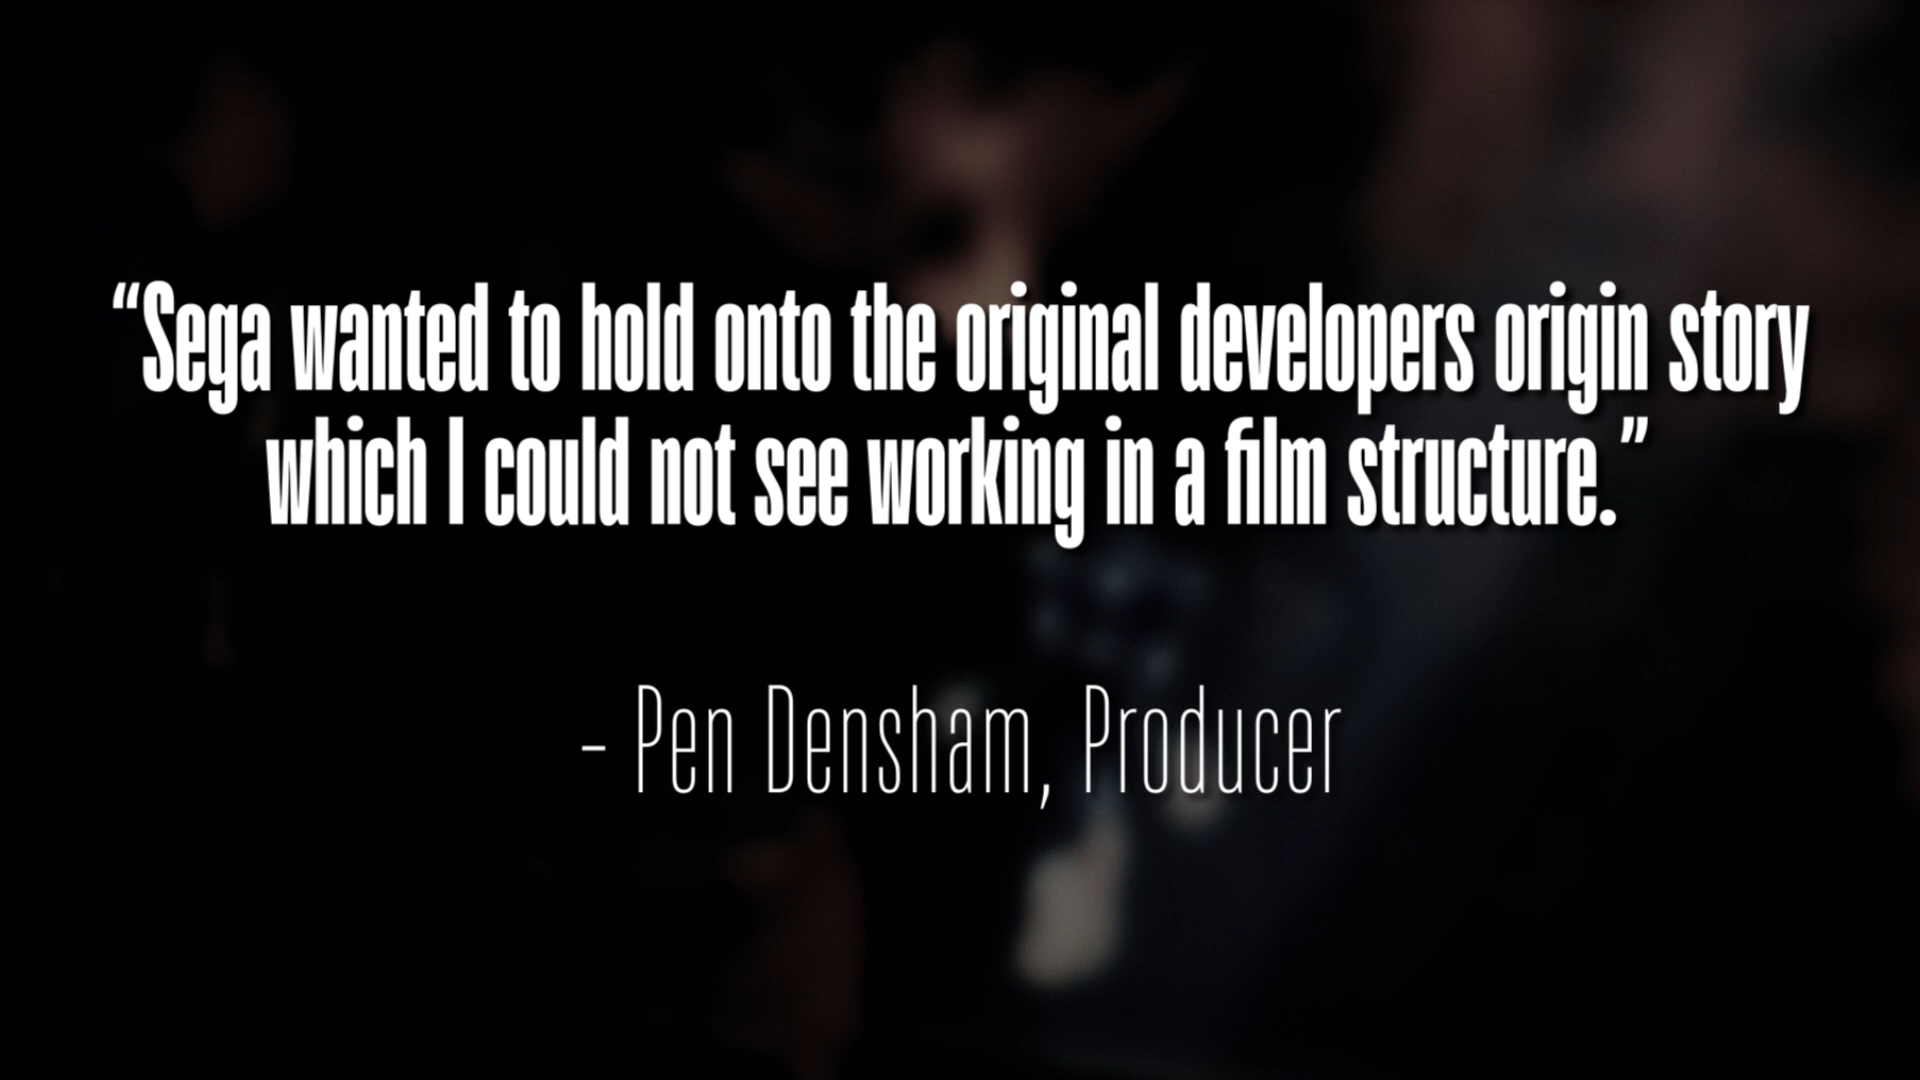 “Sega wanted to hold onto the original developers origin story
which I could not see working in a film structure.”
- Pen Densham, Producer